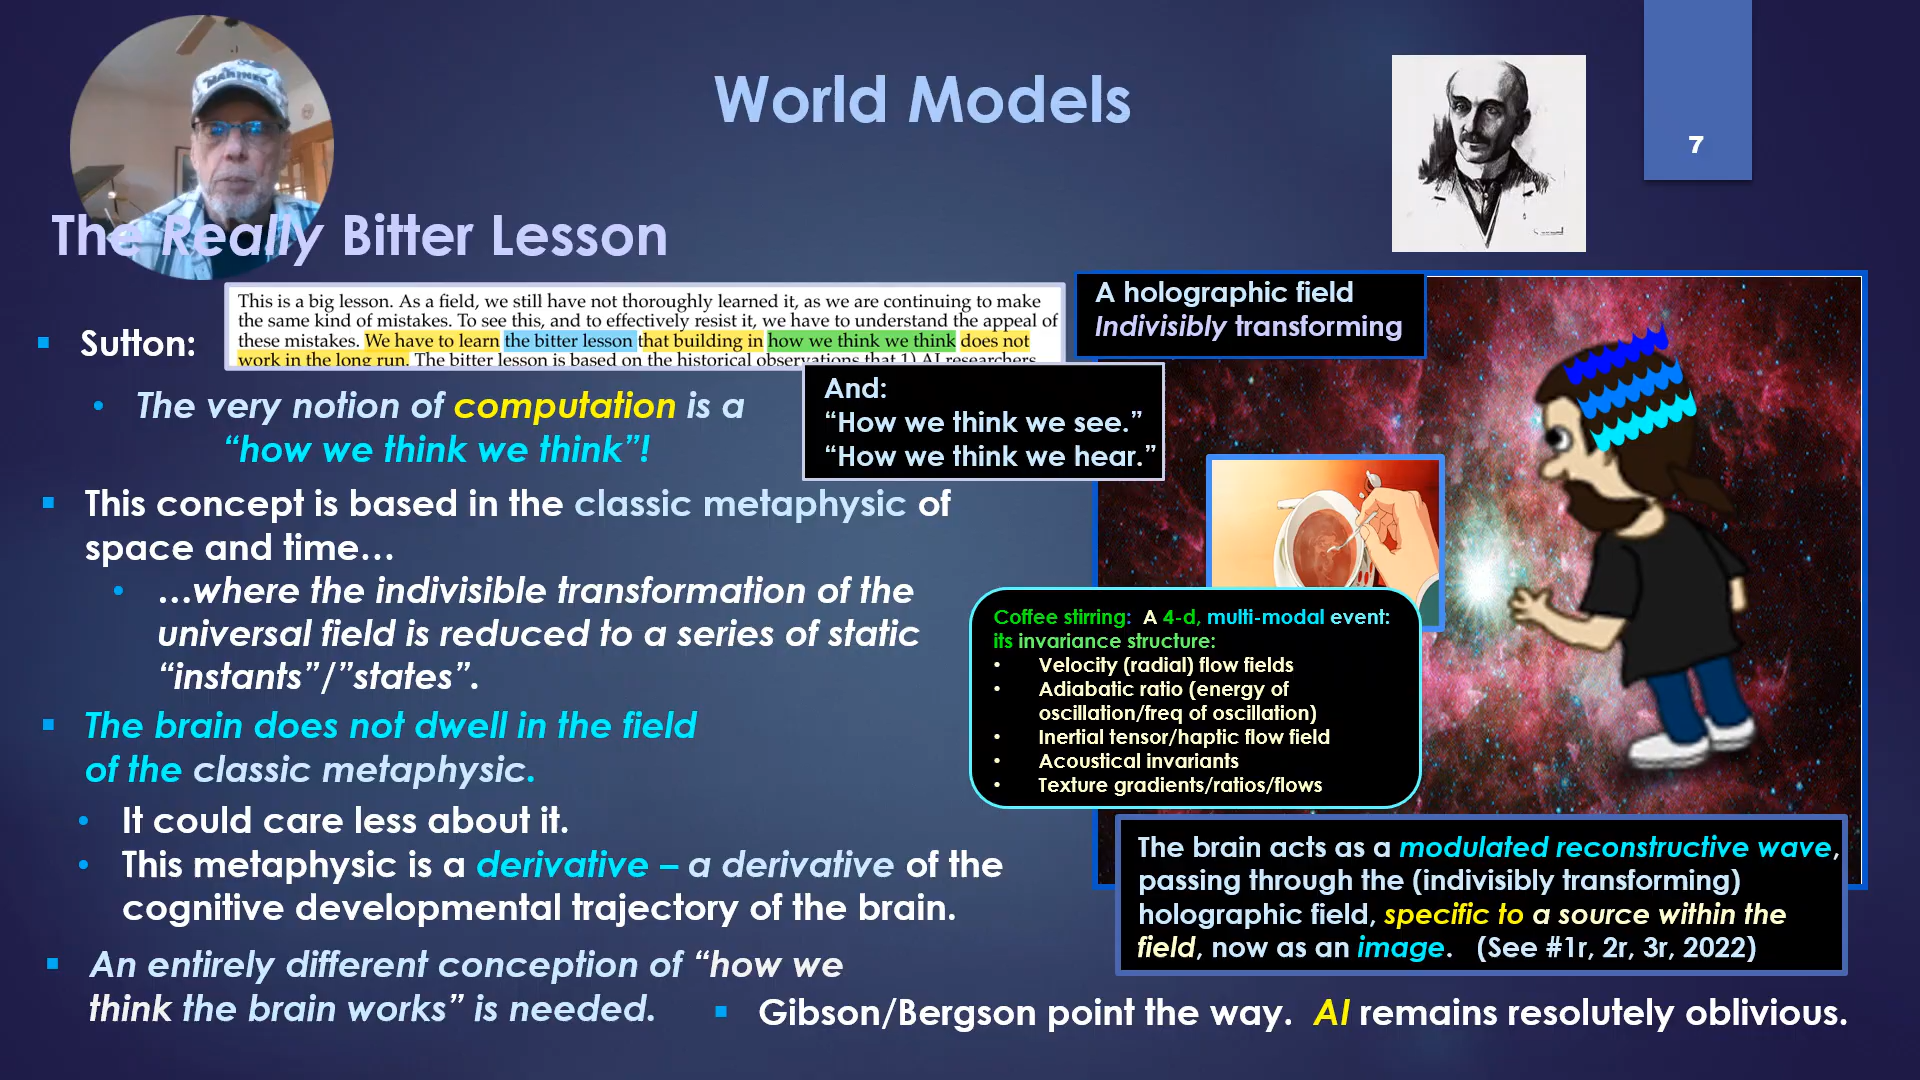 MARINES
World Models
7
The Really Bitter Lesson
Sutton:
This is a big lesson. As a field, we still have not thoroughly learned it, as we are continuing to make
the same kind of mistakes. To see this, and to effectively resist it, we have to understand the appeal of
these mistakes. We have to learn the bitter lesson that building in how we think we think does not
work in the long run. The bitter lesson is based on the historical observations that 1) AI researchers
The very notion of computation is a
“how we think we think”!
And:
“How we think we see.”
“How we think we hear.”
This concept is based in the classic metaphysic of
space and time…
…where the indivisible transformation of the
universal field is reduced to a series of static
“instants”/”states”.
The brain does not dwell in the field
of the classic metaphysic.
It could care less about it.
This metaphysic is a derivative – a derivative of the
cognitive developmental trajectory of the brain.
An entirely different conception of “how we
think the brain works” is needed.
A holographic field
Indivisibly transforming
Coffee stirring: A 4-d, multi-modal event:
its invariance structure:
• Velocity (radial) flow fields
• Adiabatic ratio (energy of
oscillation/freq of oscillation)
• Inertial tensor/haptic flow field
• Acoustical invariants
• Texture gradients/ratios/flows
The brain acts as a modulated reconstructive wave,
passing through the (indivisibly transforming)
holographic field, specific to a source within the
field, now as an image. (See #1r, 2r, 3r, 2022)
Gibson/Bergson point the way. AI remains resolutely oblivious.